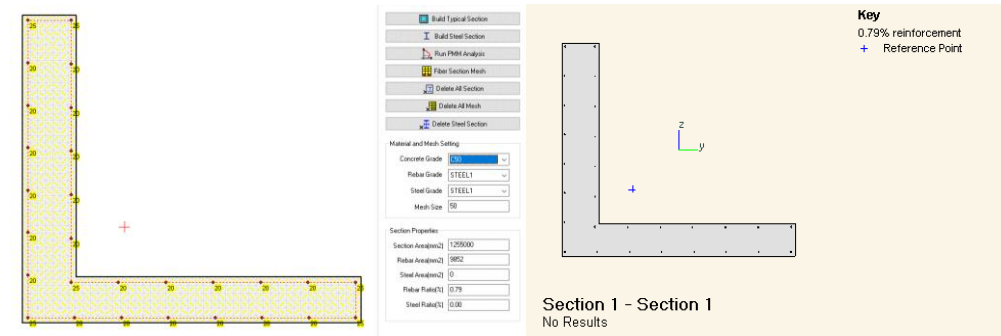 25 25
20 20
20 20
20 20
20 20
20 20
20 25 20 20 20 20 25
25 20 20 20 20 20 20 25
Build Typical Section
Build Steel Section
Run PMM Analysis
Fiber Section Mesh
Delete All Section
Delete All Mesh
Delete Steel Section
Material and Mesh Setting
Concrete Grade C50
Rebar Grade STEEL1
Steel Grade STEEL1
Mesh Size 50
Section Properties
Section Area(mm2) 1255000
Rebar Area(mm2) 9852
Steel Area(mm2) 0
Rebar Ratio(%) 0.79
Steel Ratio(%) 0.00
Key
0.79% reinforcement
+ Reference Point
z
y
Section 1 - Section 1
No Results